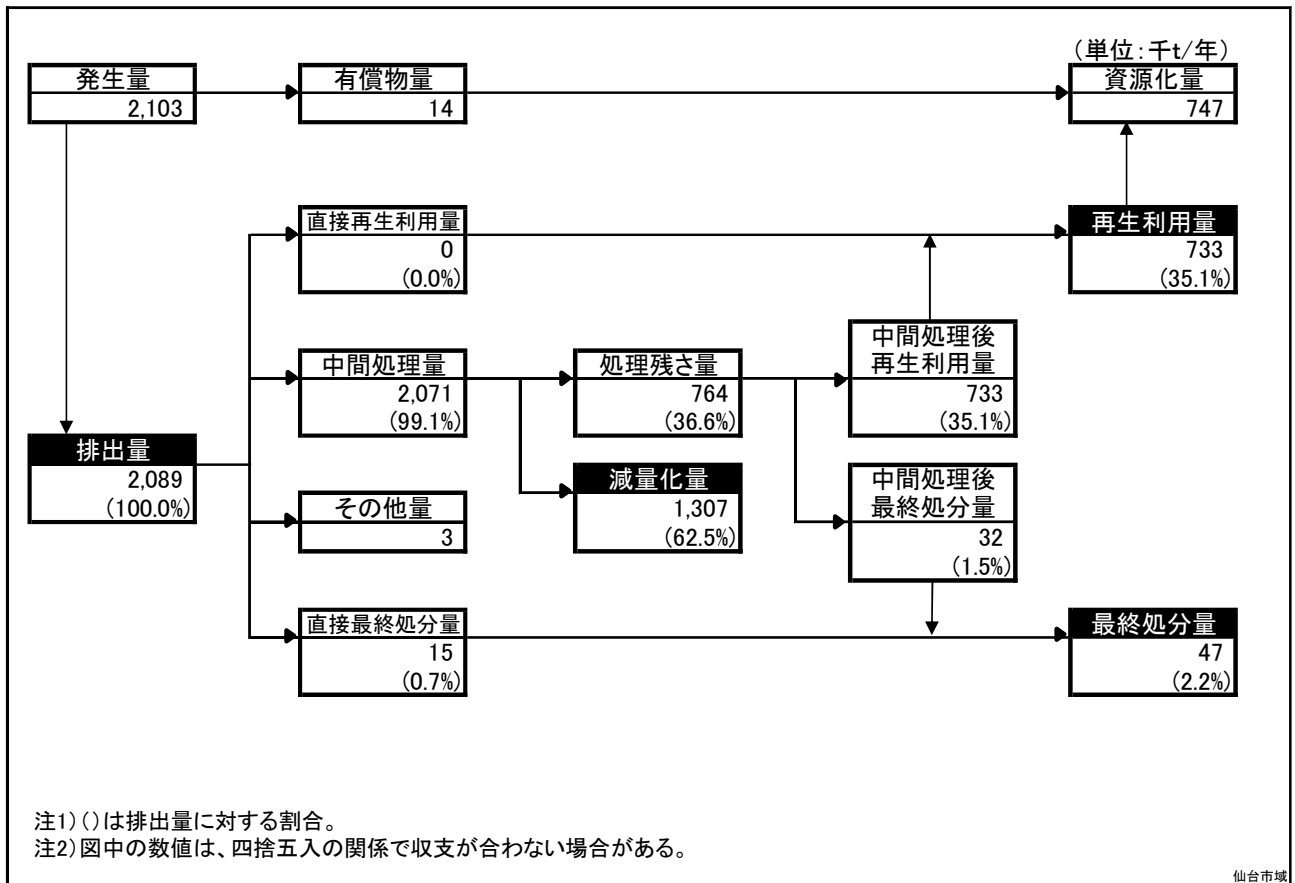 (単位:千t/年)
発生量
2,103
有償物量
14
資源化量
747
直接再生利用量
0
(0.0%)
再生利用量
733
(35.1%)
中間処理量
2,071
(99.1%)
処理残さ量
764
(36.6%)
中間処理後
再生利用量
733
(35.1%)
排出量
2,089
(100.0%)
減量化量
1,307
(62.5%)
中間処理後
最終処分量
32
(1.5%)
その他量
3
直接最終処分量
15
(0.7%)
最終処分量
47
(2.2%)
注1)()は排出量に対する割合。
注2)図中の数値は、四捨五入の関係で収支が合わない場合がある。
仙台市域